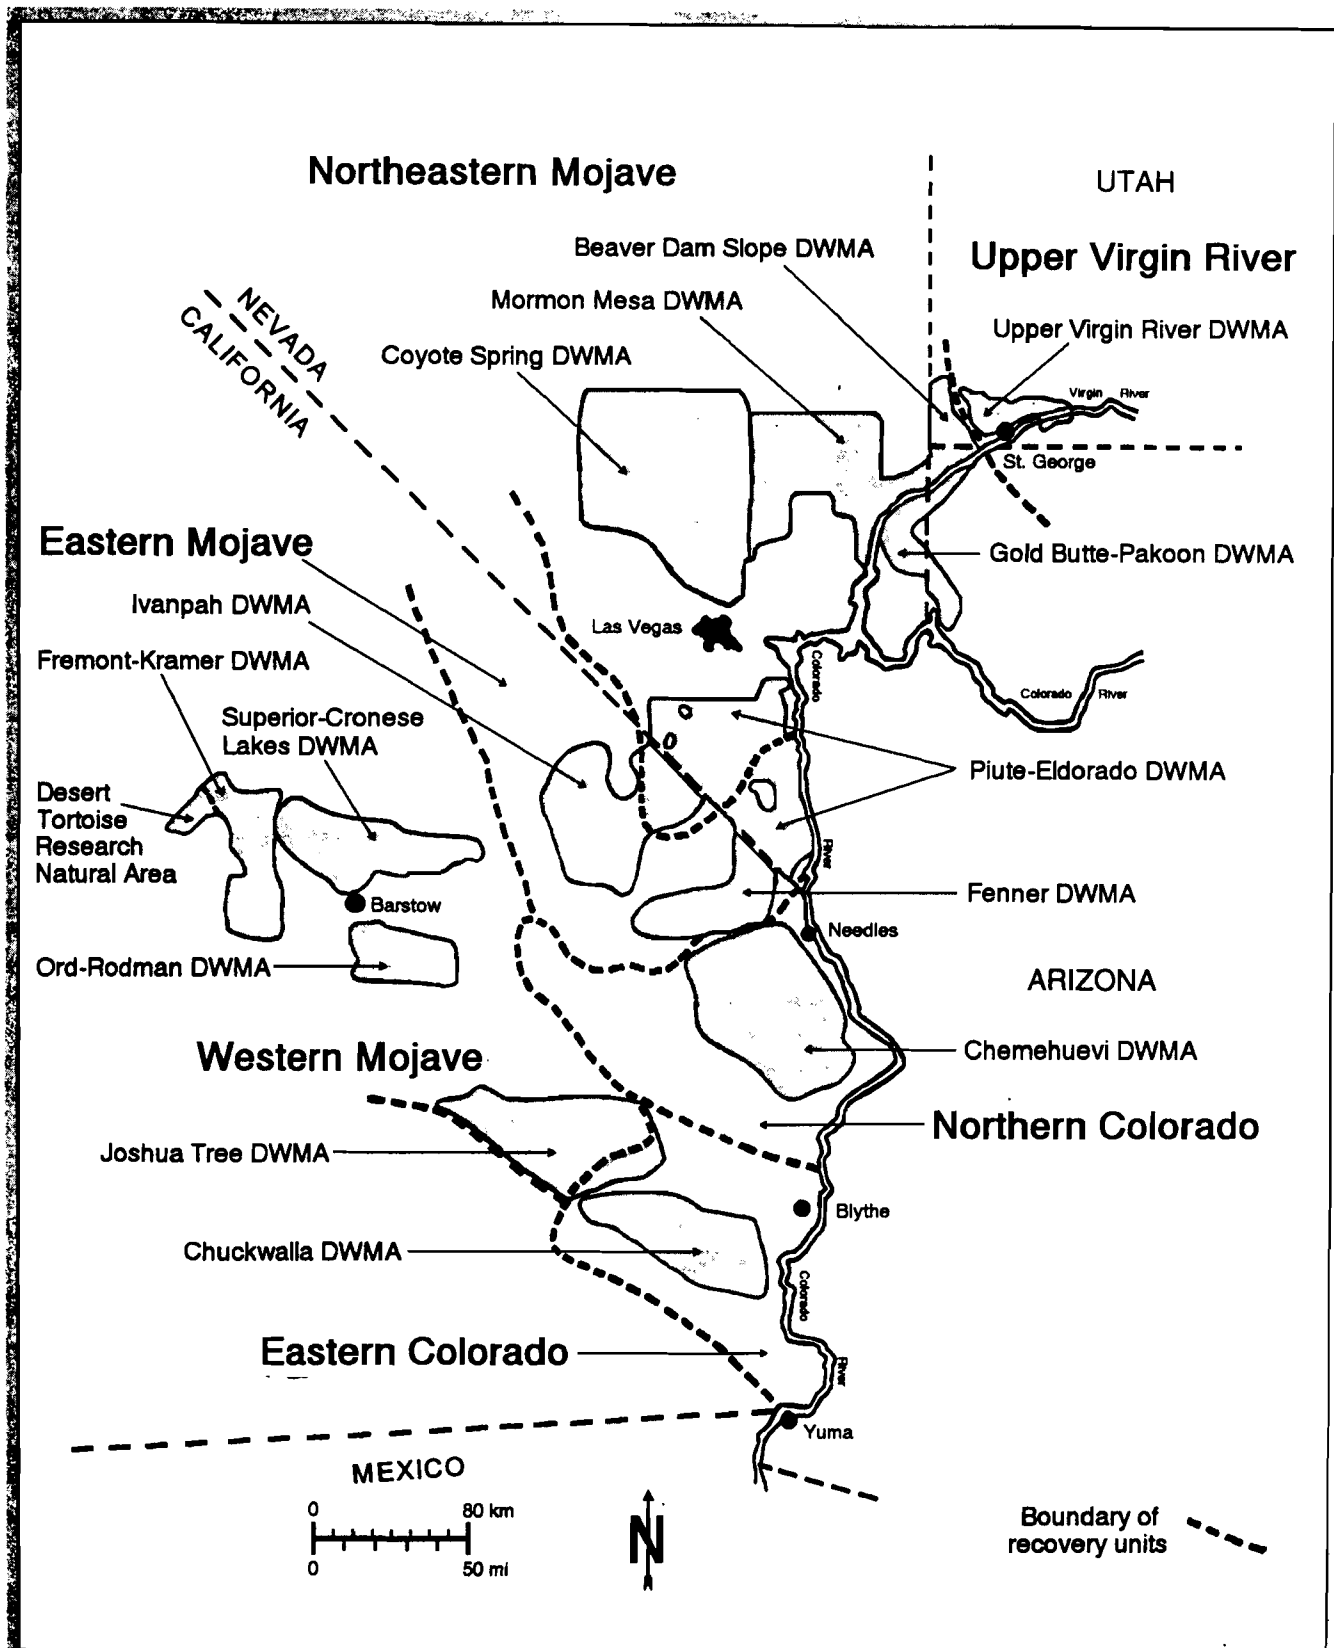 Northeastern Mojave
UTAH
Beaver Dam Slope DWMA
Upper Virgin River
Mormon Mesa DWMA
NEVADA
CALIFORNIA
Upper Virgin River DWMA
Coyote Spring DWMA
Virgin River
St. George
Eastern Mojave
Gold Butte-Pakoon DWMA
Ivanpah DWMA
Las Vegas
Fremont-Kramer DWMA
Colorado
Colorado River
Superior-Cronese
Lakes DWMA
Piute-Eldorado DWMA
Desert
Tortoise
Research
Natural Area
River
Fenner DWMA
Barstow
Needles
Ord-Rodman DWMA
ARIZONA
Western Mojave
Chemehuevi DWMA
Northern Colorado
Joshua Tree DWMA
Blythe
Chuckwalla DWMA
Colorado
Eastern Colorado
River
Yuma
MEXICO
0 80 km
0 50 mi
N
Boundary of
recovery units